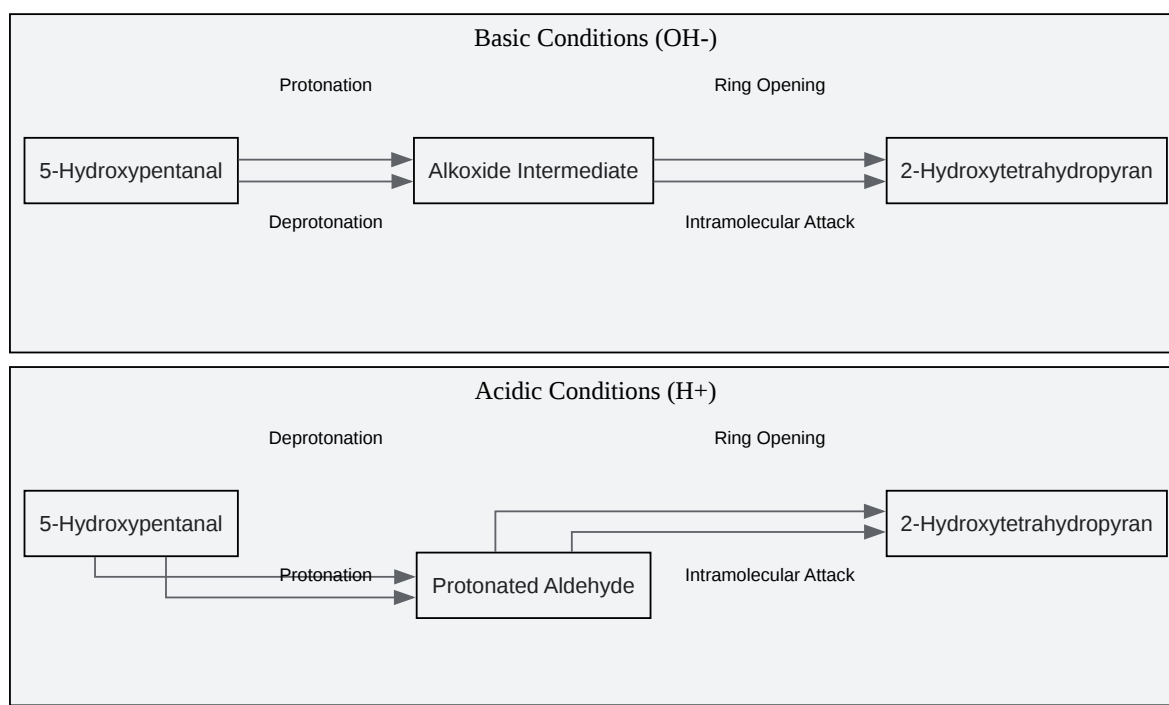 Basic Conditions (OH-)
Protonation
Ring Opening
5-Hydroxypentanal
Alkoxide Intermediate
2-Hydroxytetrahydropyran
Deprotonation
Intramolecular Attack
Acidic Conditions (H+)
Deprotonation
Ring Opening
5-Hydroxypentanal
2-Hydroxytetrahydropyran
Protonation
Protonated Aldehyde
Intramolecular Attack